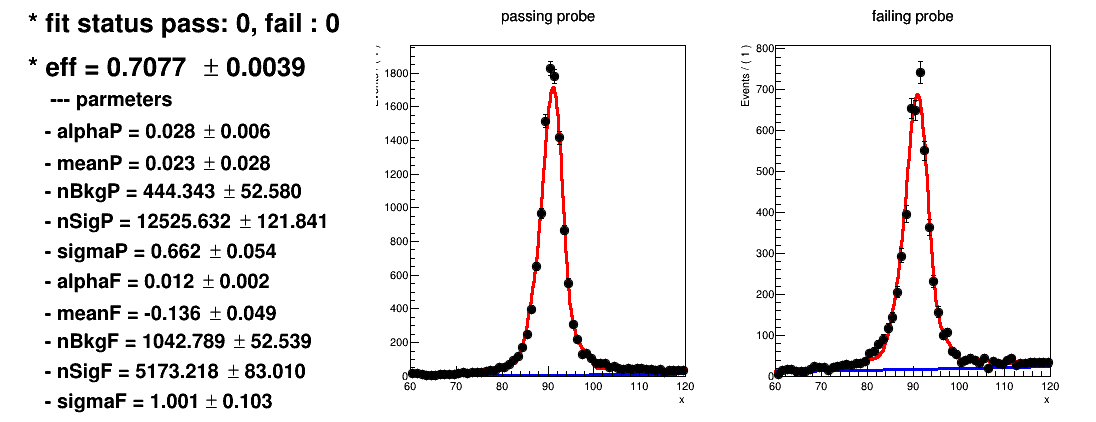 * fit status pass: 0, fail : 0
* eff = 0.7077 ± 0.0039
--- parmeters
- alphaP = 0.028 ± 0.006
- meanP = 0.023 ± 0.028
- nBkgP = 444.343 ± 52.580
- nSigP = 12525.632 ± 121.841
- sigmaP = 0.662 ± 0.054
- alphaF = 0.012 ± 0.002
- meanF = -0.136 ± 0.049
- nBkgF = 1042.789 ± 52.539
- nSigF = 5173.218 ± 83.010
- sigmaF = 1.001 ± 0.103
passing probe
1800
1600
1400
1200
1000
800
600
400
200
0
60 70 80 90 100 110 120
x
failing probe
Events / ( 1 )
800
700
600
500
400
300
200
100
0
60 70 80 90 100 110 120
x